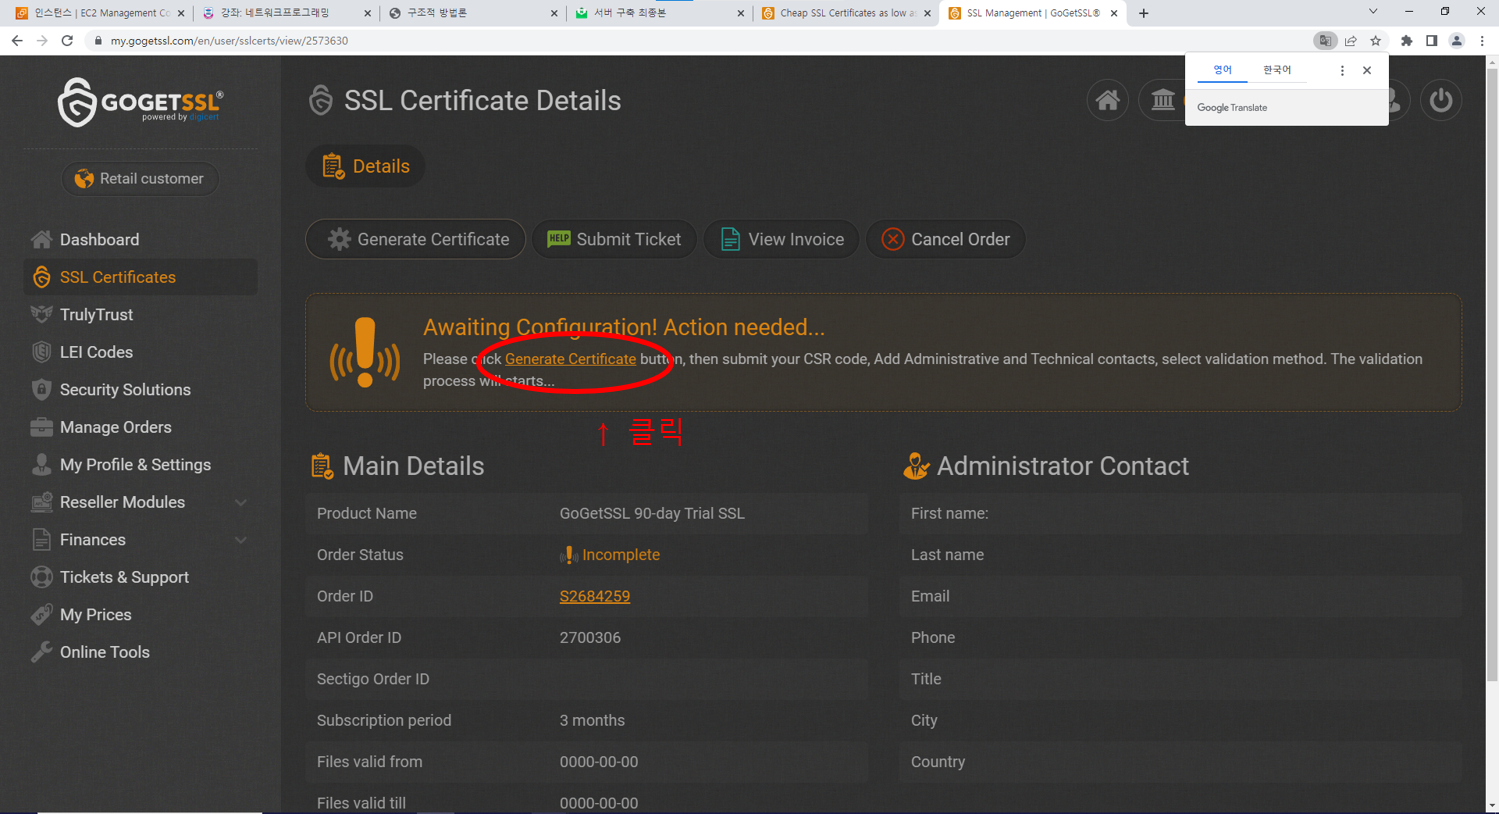 인스턴스 | EC2 Management Co
강좌: 네트워크프로그래밍
구조적 방법론
서버 구축 최종본
Cheap SSL Certificates as low a
SSL Management | GoGetSSL®
my.gogetssl.com/en/user/sslcerts/view/2573630
영어
한국어
Google Translate
GOGETSSL®
powered by digicert
SSL Certificate Details
Retail customer
Details
Dashboard
SSL Certificates
TrulyTrust
LEI Codes
Security Solutions
Manage Orders
My Profile & Settings
Reseller Modules
Finances
Tickets & Support
My Prices
Online Tools
Generate Certificate
HELP Submit Ticket
View Invoice
Cancel Order
Awaiting Configuration! Action needed...
Please click Generate Certificate button, then submit your CSR code, Add Administrative and Technical contacts, select validation method. The validation
process will starts...
↑ 클릭
Main Details
Product Name GoGetSSL 90-day Trial SSL
Order Status Incomplete
Order ID S2684259
API Order ID 2700306
Sectigo Order ID
Subscription period 3 months
Files valid from 0000-00-00
Files valid till 0000-00-00
Administrator Contact
First name:
Last name
Email
Phone
Title
City
Country